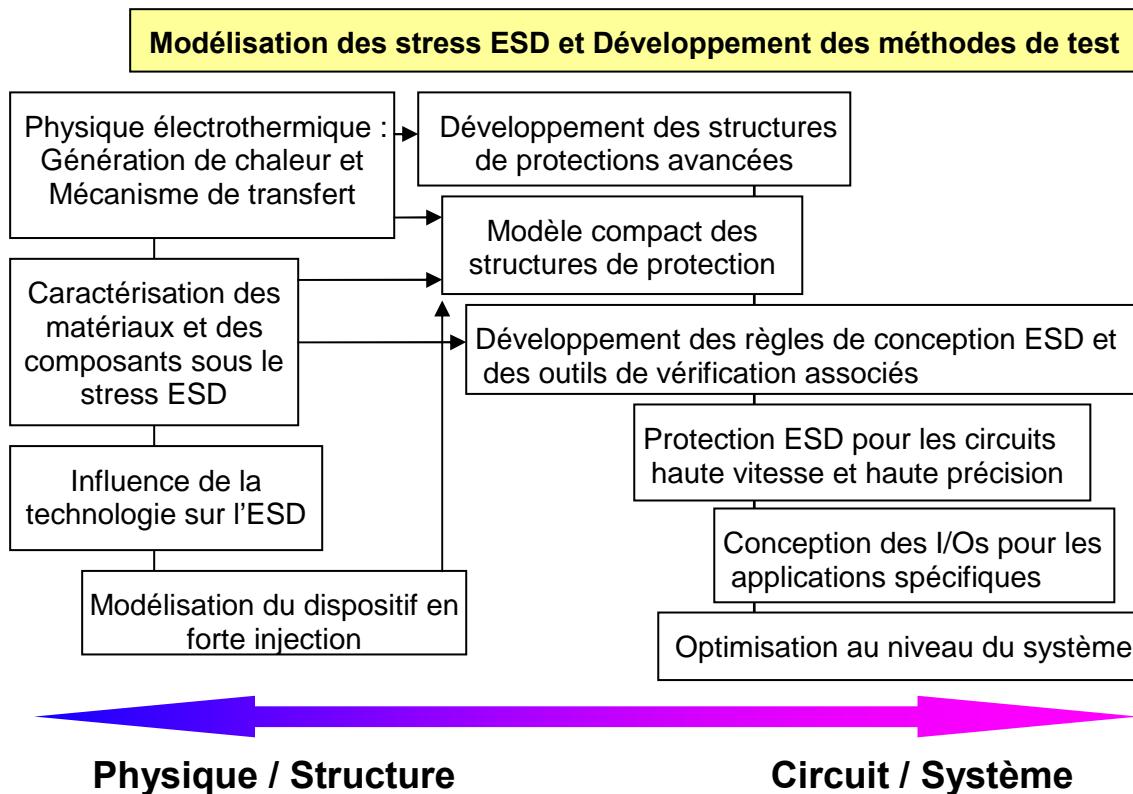 Modélisation des stress ESD et Développement des méthodes de test
Physique électrothermique :
Génération de chaleur et
Mécanisme de transfert
Développement des structures
de protections avancées
Modèle compact des
structures de protection
Caractérisation des
matériaux et des
composants sous le
stress ESD
Développement des règles de conception ESD et
des outils de vérification associés
Influence de la
technologie sur l'ESD
Protection ESD pour les circuits
haute vitesse et haute précision
Conception des I/Os pour les
applications spécifiques
Modélisation du dispositif en
forte injection
Optimisation au niveau du système
Physique / Structure
Circuit / Système